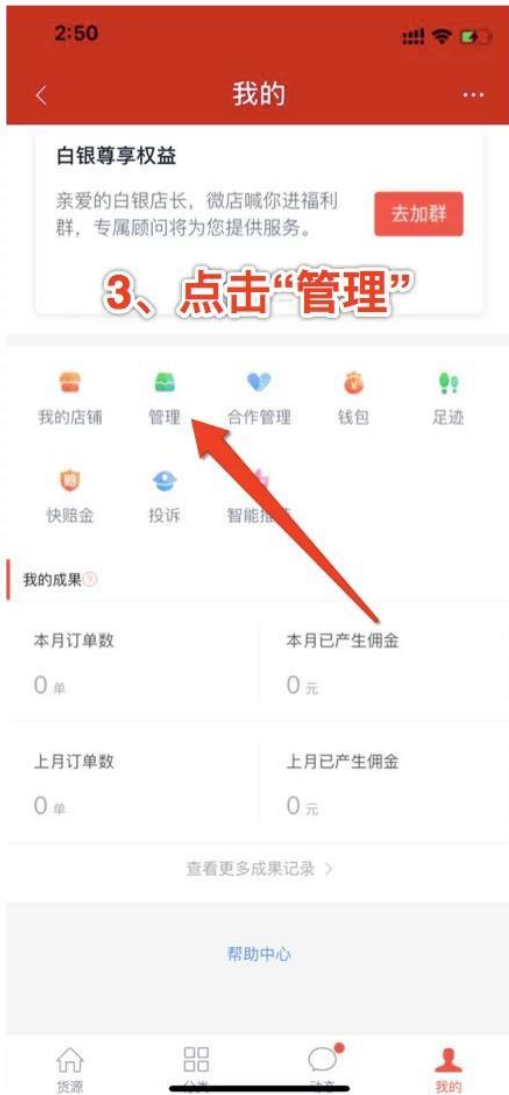 2:50
我的
白银尊享权益
亲爱的白银店长，微店喊你进福利
群，专属顾问将为您提供服务。
去加群
3、点击“管理”
我的店铺 管理 合作管理 钱包 足迹
快赔金 投诉 智能推
我的成果
本月订单数 本月已产生佣金
0 单 0 元
上月订单数 上月已产生佣金
0 单 0 元
查看更多成果记录 >
帮助中心
货源 我的